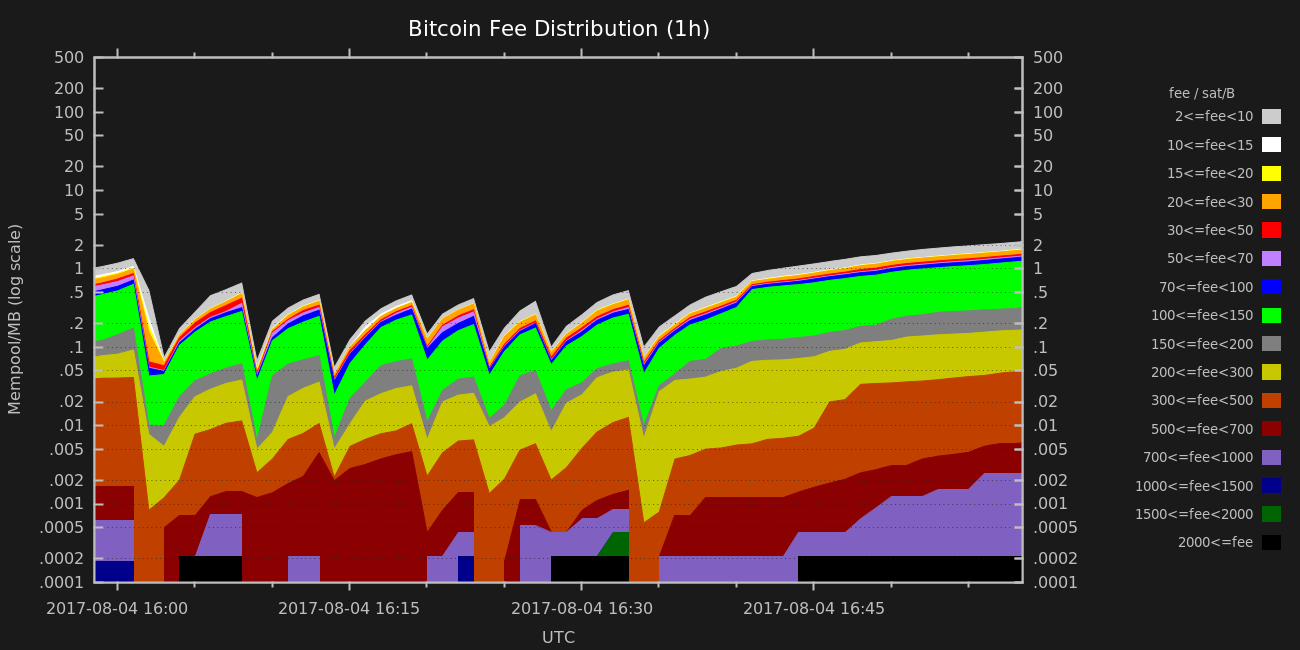 Bitcoin Fee Distribution (1h)
500 500
200 200
100 100
50 50
20 20
10 10
5 5
2 2
1 1
.5 .5
.2 .2
.1 .1
.05 .05
.02 .02
.01 .01
.005 .005
.002 .002
.001 .001
.0005 .0005
.0002 .0002
.0001 .0001
Mempool/MB (log scale)
2017-08-04 16:00 2017-08-04 16:15 2017-08-04 16:30 2017-08-04 16:45
UTC
fee / sat/B
2<=fee<10
10<=fee<15
15<=fee<20
20<=fee<30
30<=fee<50
50<=fee<70
70<=fee<100
100<=fee<150
150<=fee<200
200<=fee<300
300<=fee<500
500<=fee<700
700<=fee<1000
1000<=fee<1500
1500<=fee<2000
2000<=fee